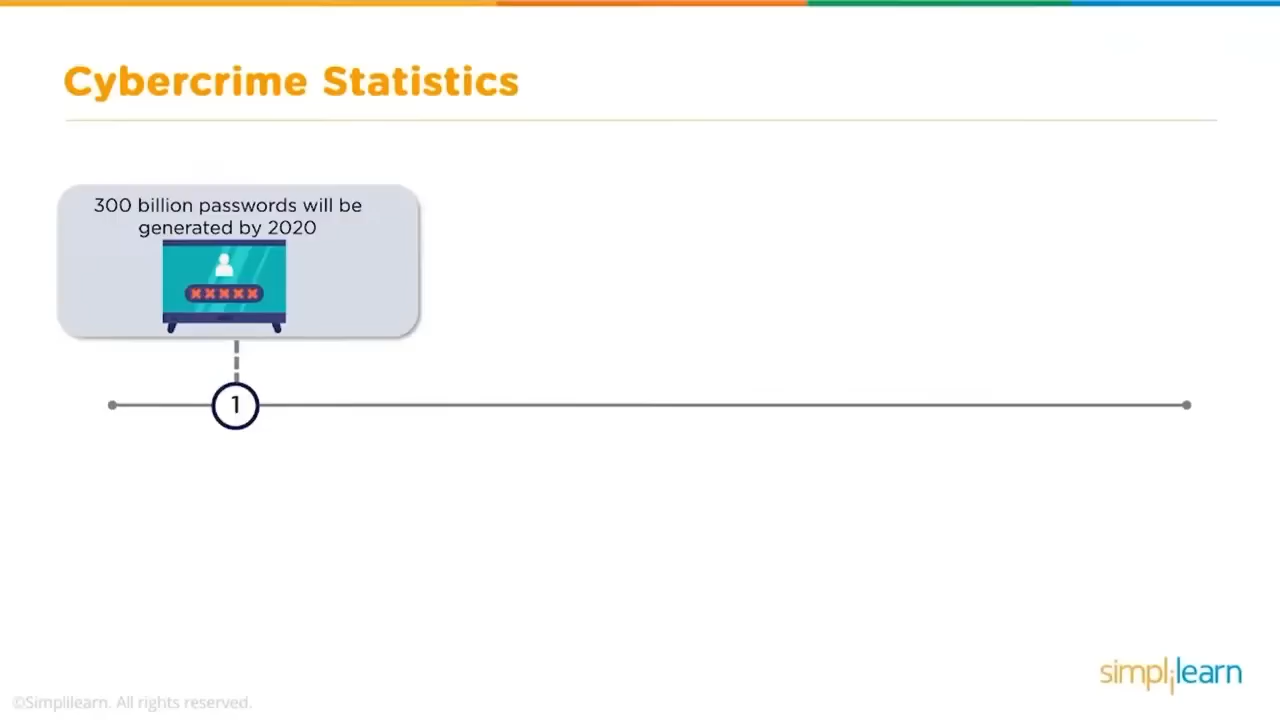 Cybercrime Statistics
300 billion passwords will be
generated by 2020
1
simplilearn
©Simplilearn. All rights reserved.